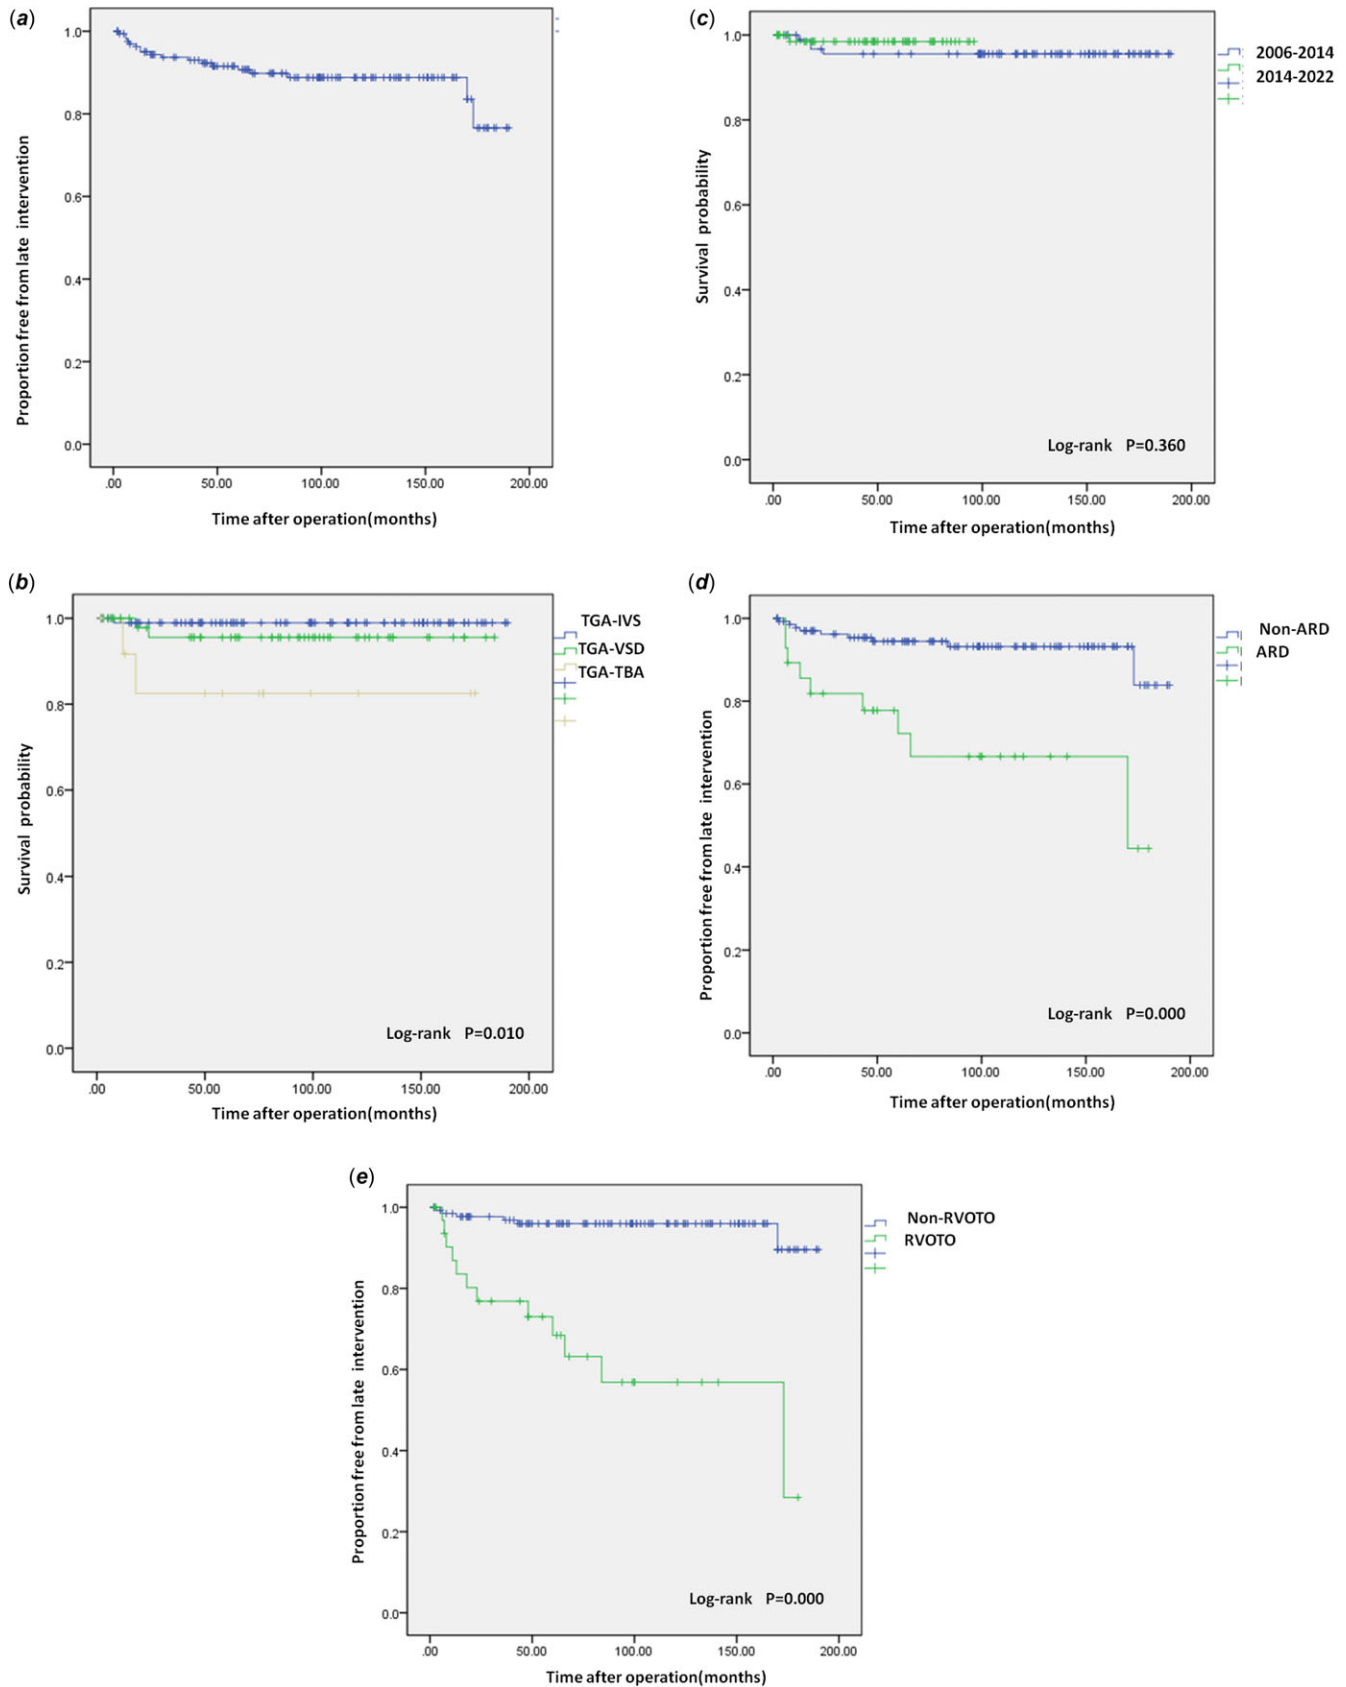 (a)
Proportion free from late intervention
1.0
0.8
0.6
0.4
0.2
0.0
.00 50.00 100.00 150.00 200.00
Time after operation(months)
(c)
Survival probability
1.0
0.8
0.6
0.4
0.2
0.0
2006-2014
2014-2022
Log-rank P=0.360
.00 50.00 100.00 150.00 200.00
Time after operation(months)
(b)
Survival probability
1.0
0.8
0.6
0.4
0.2
0.0
TGA-IVS
TGA-VSD
TGA-TBA
Log-rank P=0.010
.00 50.00 100.00 150.00 200.00
Time after operation(months)
(d)
Proportion free from late intervention
1.0
0.8
0.6
0.4
0.2
0.0
Non-ARD
ARD
Log-rank P=0.000
.00 50.00 100.00 150.00 200.00
Time after operation(months)
(e)
Proportion free from late intervention
1.0
0.8
0.6
0.4
0.2
0.0
Non-RVOTO
RVOTO
Log-rank P=0.000
.00 50.00 100.00 150.00 200.00
Time after operation(months)